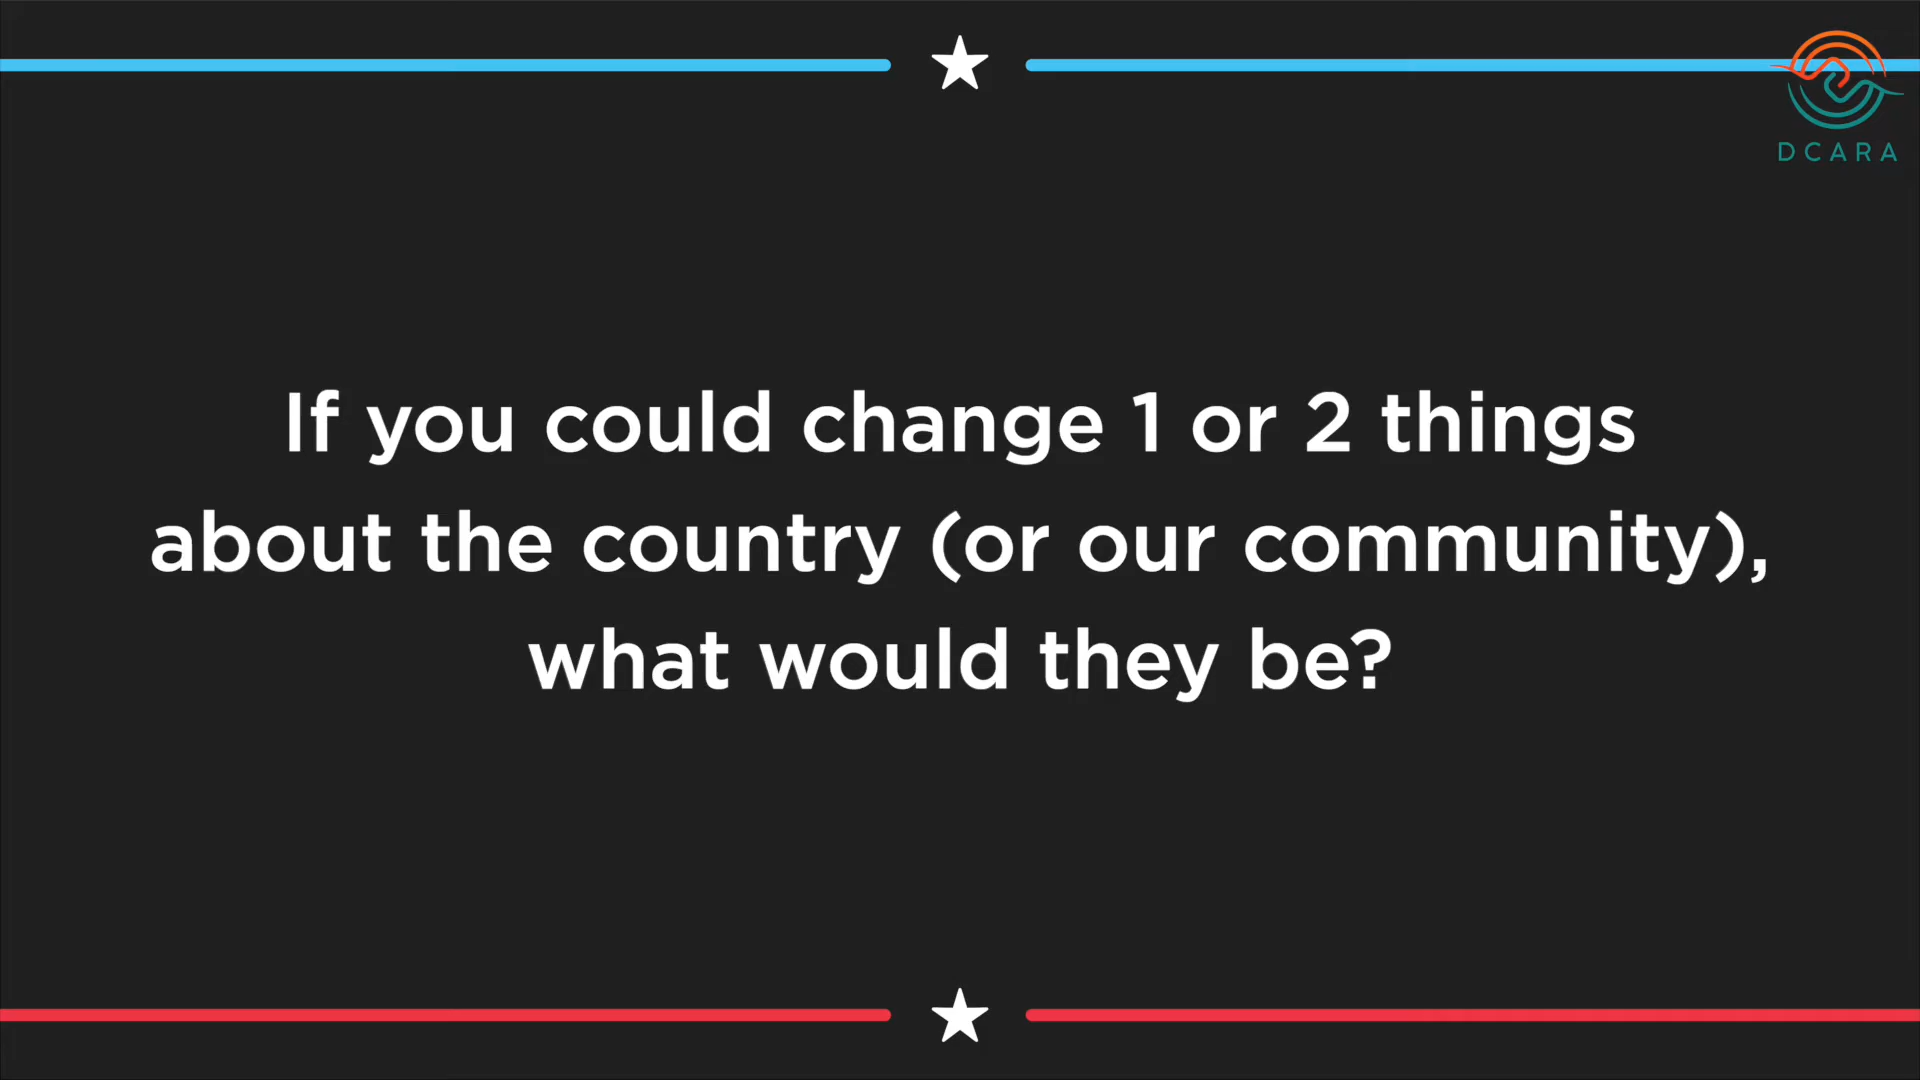 DCARA
If you could change 1 or 2 things
about the country (or our community),
what would they be?